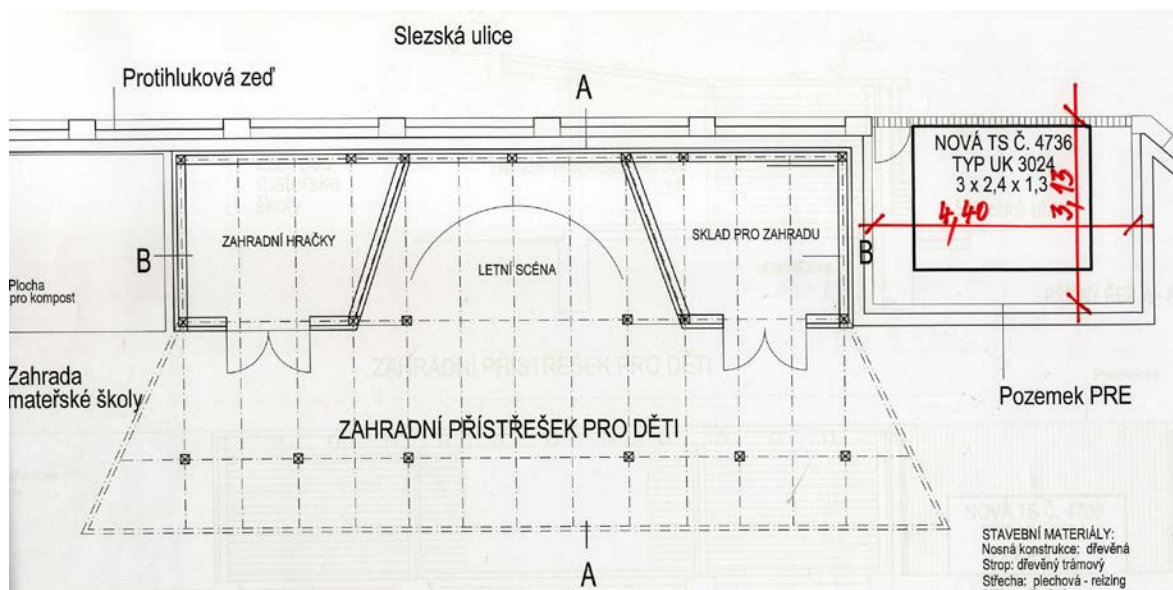 Slezská ulice
Protihluková zeď
A
NOVÁ TS Č. 4736
TYP UK 3024
3 x 2,4 x 1,3
3,13
4,40
ZAHRADNÍ HRAČKY
SKLAD PRO ZAHRADU
B
B
LETNÍ SCÉNA
Plocha
pro kompost
ZAHRADNÍ PŘÍSTŘEŠEK PRO DĚTI
Zahrada
mateřské školy
Pozemek PRE
ZAHRADNÍ PŘÍSTŘEŠEK PRO DĚTI
NOVÁ TS Č. 4736
STAVEBNÍ MATERIÁLY:
Nosná konstrukce: dřevěná
Strop: dřevěný trámový
Střecha: plechová - reizing
A